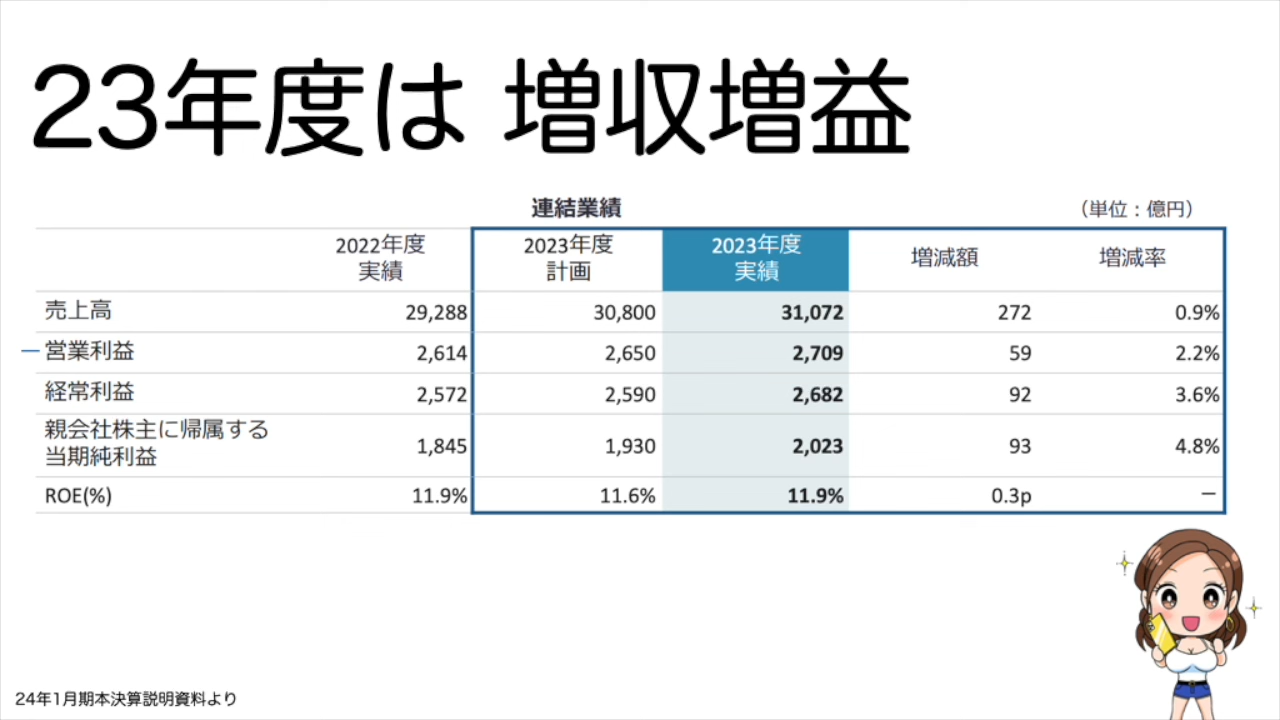 23年度は 増収増益
連結業績
（単位：億円）
2022年度 実績 2023年度 計画 2023年度 実績 増減額 増減率
売上高 29,288 30,800 31,072 272 0.9%
営業利益 2,614 2,650 2,709 59 2.2%
経常利益 2,572 2,590 2,682 92 3.6%
親会社株主に帰属する
当期純利益 1,845 1,930 2,023 93 4.8%
ROE(%) 11.9% 11.6% 11.9% 0.3p －
24年1月期本決算説明資料より